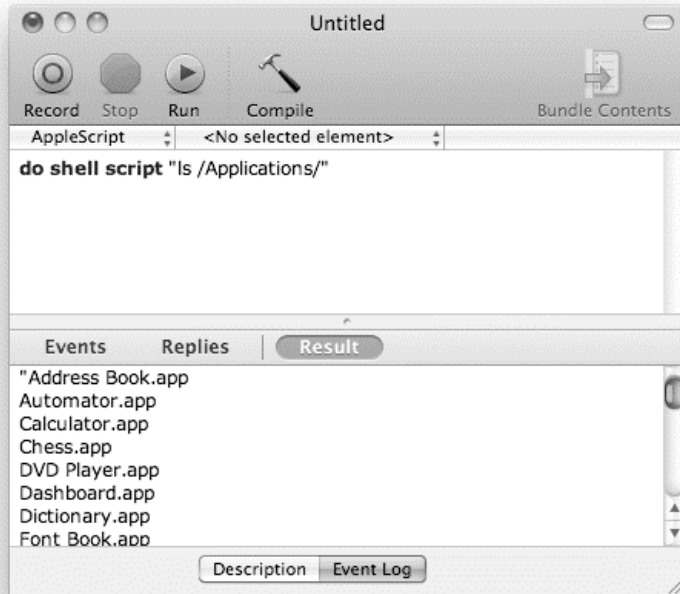 Untitled
Record Stop Run Compile Bundle Contents
AppleScript <No selected element>
do shell script "ls /Applications/"
Events Replies Result
"Address Book.app
Automator.app
Calculator.app
Chess.app
DVD Player.app
Dashboard.app
Dictionary.app
Font Book.app
Description Event Log